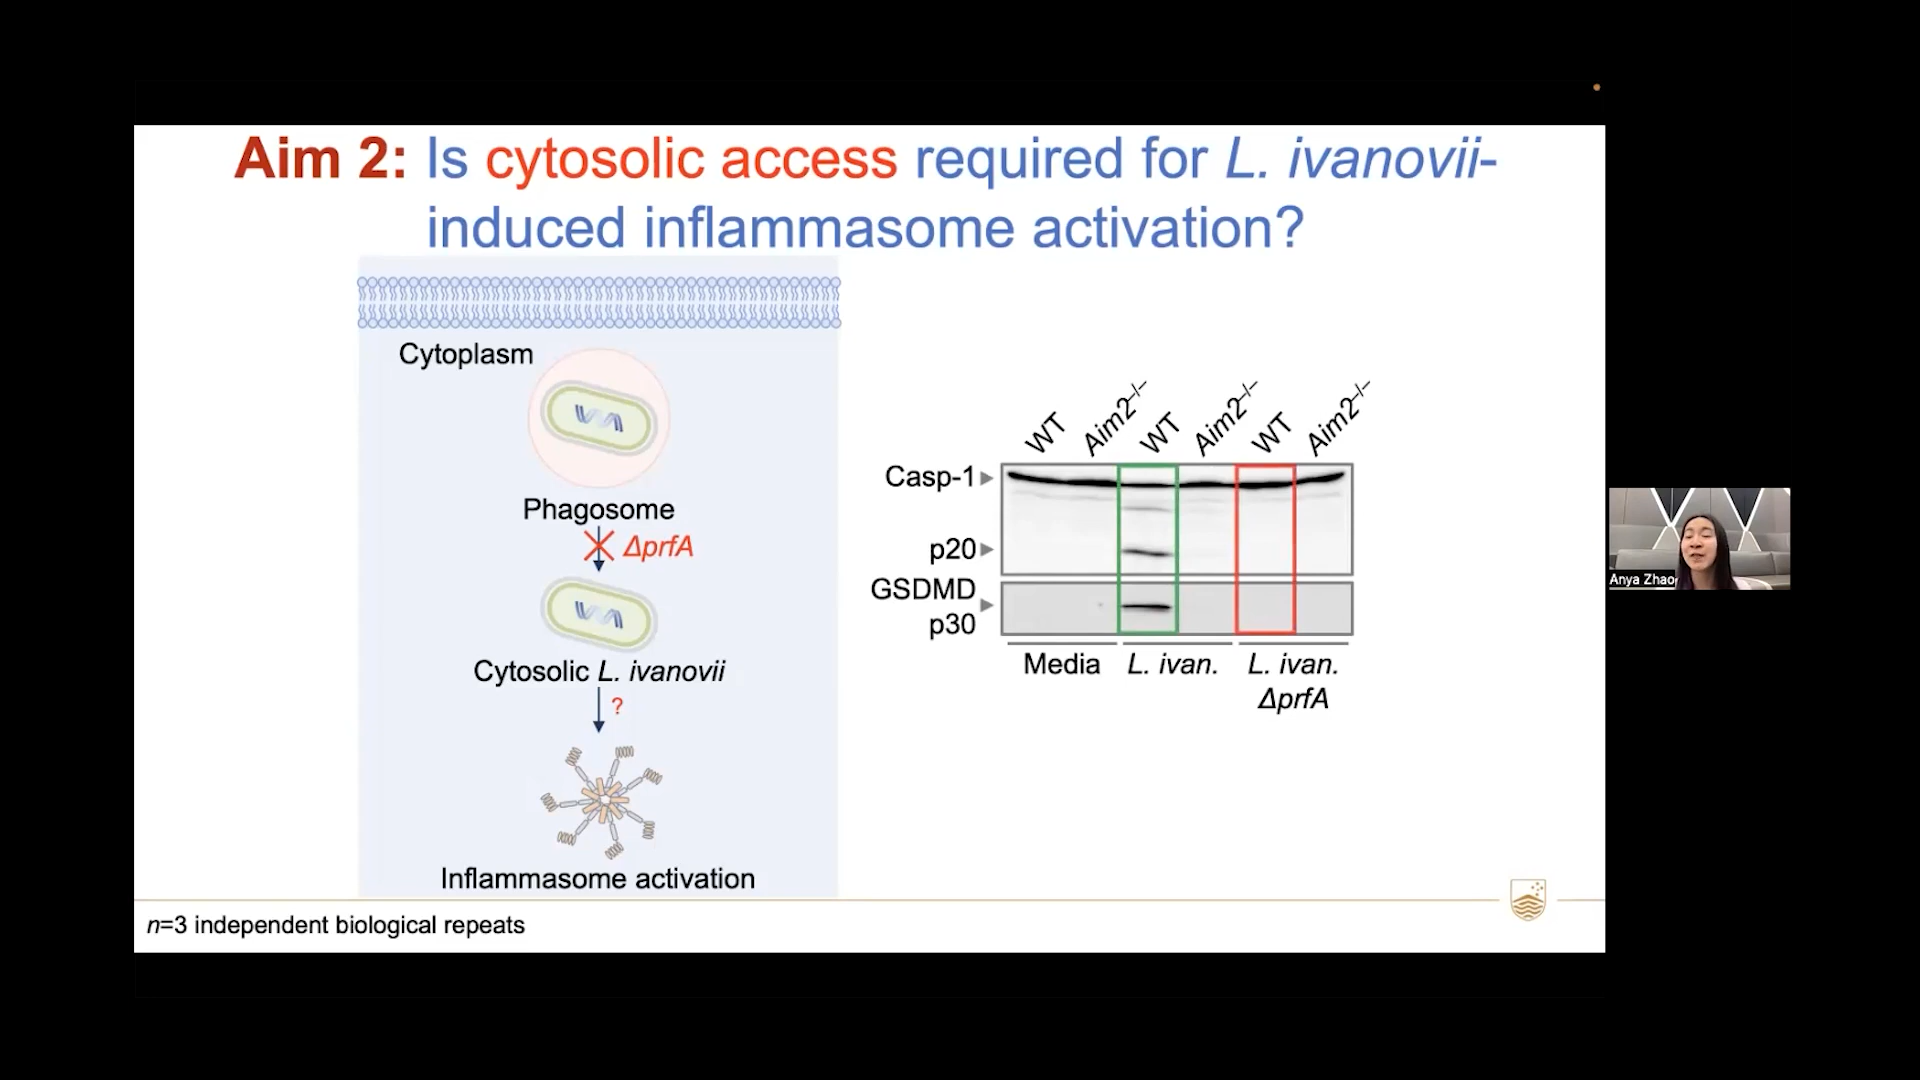 Aim 2: Is cytosolic access required for L. ivanovii-
induced inflammasome activation?
Cytoplasm
Phagosome
ΔprfA
Cytosolic L. ivanovii
?
Inflammasome activation
WT Aim2–/– WT Aim2–/– WT Aim2–/–
Casp-1
p20
GSDMD
p30
Media L. ivan. L. ivan.
ΔprfA
n=3 independent biological repeats
Anya Zhao